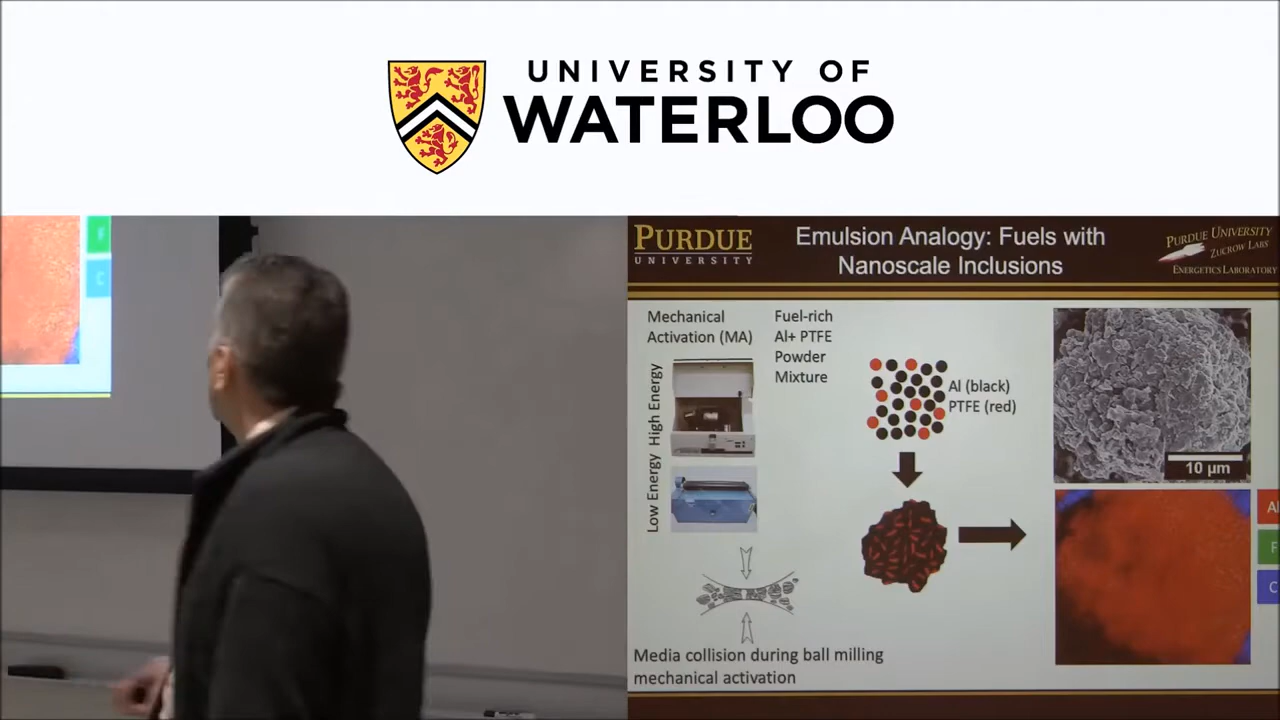 UNIVERSITY OF
WATERLOO
F
C
PURDUE
UNIVERSITY
Emulsion Analogy: Fuels with
Nanoscale Inclusions
PURDUE UNIVERSITY
ZUCROW LABS
ENERGETICS LABORATORY
Mechanical
Activation (MA)
Fuel-rich
Al+ PTFE
Powder
Mixture
High Energy
Low Energy
Al (black)
PTFE (red)
10 µm
Al
F
C
Media collision during ball milling
mechanical activation